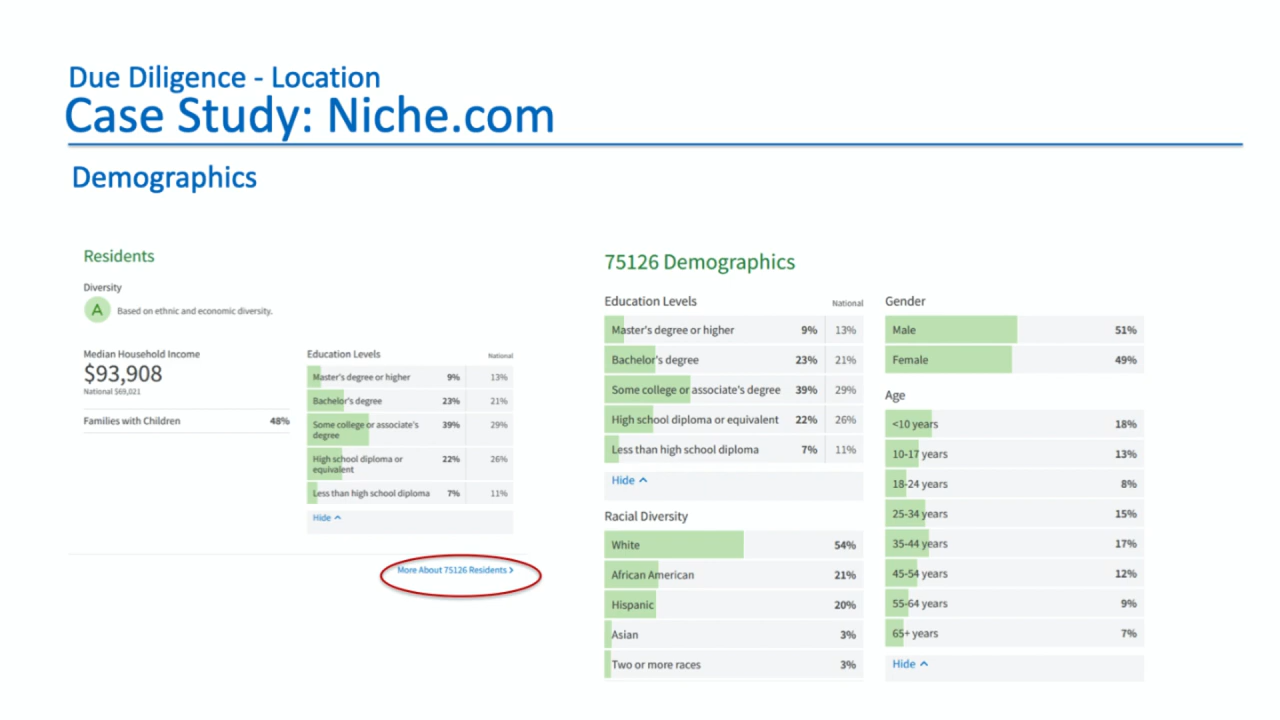 Due Diligence - Location
Case Study: Niche.com
Demographics
Residents
Diversity
A Based on ethnic and economic diversity.
Median Household Income
$93,908
National $69,021
Families with Children 48%
Education Levels National
Master's degree or higher 9% 13%
Bachelor's degree 23% 21%
Some college or associate's
degree 39% 29%
High school diploma or
equivalent 22% 26%
Less than high school diploma 7% 11%
Hide
More About 75126 Residents
75126 Demographics
Education Levels National
Master's degree or higher 9% 13%
Bachelor's degree 23% 21%
Some college or associate's degree 39% 29%
High school diploma or equivalent 22% 26%
Less than high school diploma 7% 11%
Hide
Racial Diversity
White 54%
African American 21%
Hispanic 20%
Asian 3%
Two or more races 3%
Gender
Male 51%
Female 49%
Age
<10 years 18%
10-17 years 13%
18-24 years 8%
25-34 years 15%
35-44 years 17%
45-54 years 12%
55-64 years 9%
65+ years 7%
Hide